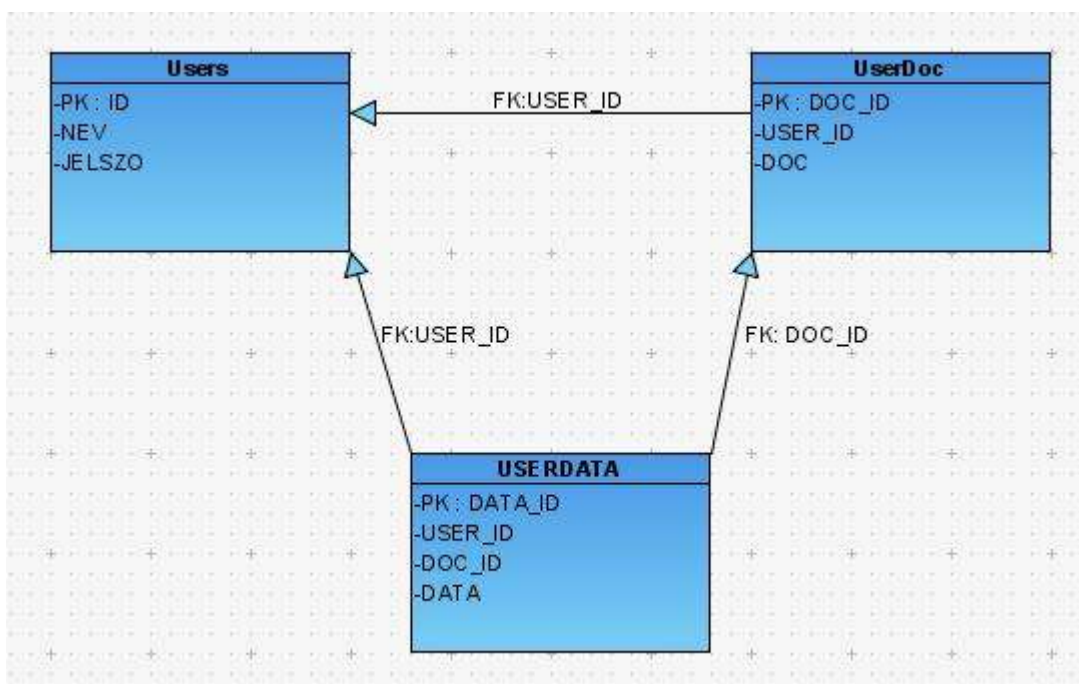 Users
-PK : ID
-NEV
-JELSZO
FK:USER_ID
UserDoc
-PK : DOC_ID
-USER_ID
-DOC
FK:USER_ID
FK: DOC_ID
USERDATA
-PK : DATA_ID
-USER_ID
-DOC_ID
-DATA